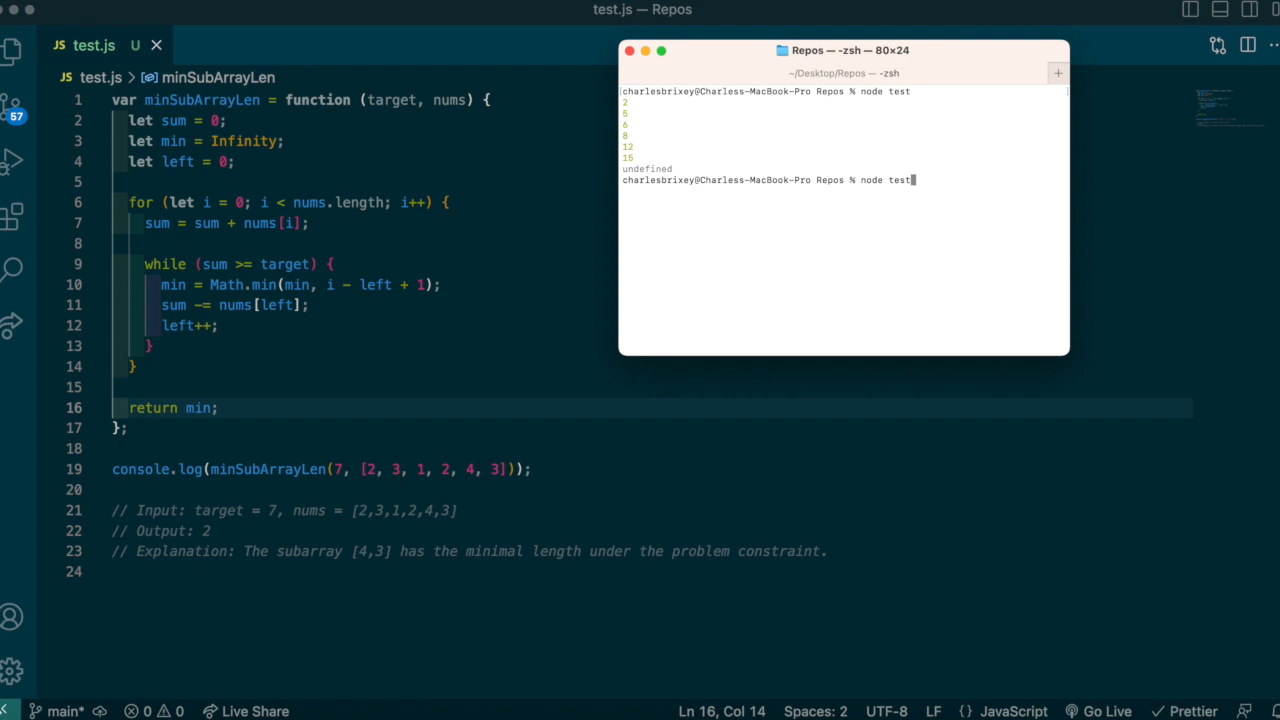 test.js — Repos
JS test.js U
JS test.js > minSubArrayLen
1 var minSubArrayLen = function (target, nums) {
2 let sum = 0;
3 let min = Infinity;
4 let left = 0;
5
6 for (let i = 0; i < nums.length; i++) {
7 sum = sum + nums[i];
8
9 while (sum >= target) {
10 min = Math.min(min, i - left + 1);
11 sum -= nums[left];
12 left++;
13 }
14 }
15
16 return min;
17 };
18
19 console.log(minSubArrayLen(7, [2, 3, 1, 2, 4, 3]));
20
21 // Input: target = 7, nums = [2,3,1,2,4,3]
22 // Output: 2
23 // Explanation: The subarray [4,3] has the minimal length under the problem constraint.
24
57
Repos — -zsh — 80×24
~/Desktop/Repos — -zsh
[charlesbrixey@Charless-MacBook-Pro Repos % node test ]
2
5
6
8
12
15
undefined
charlesbrixey@Charless-MacBook-Pro Repos % node test
main* 0 0 Live Share Ln 16, Col 14 Spaces: 2 UTF-8 LF {} JavaScript Go Live Prettier